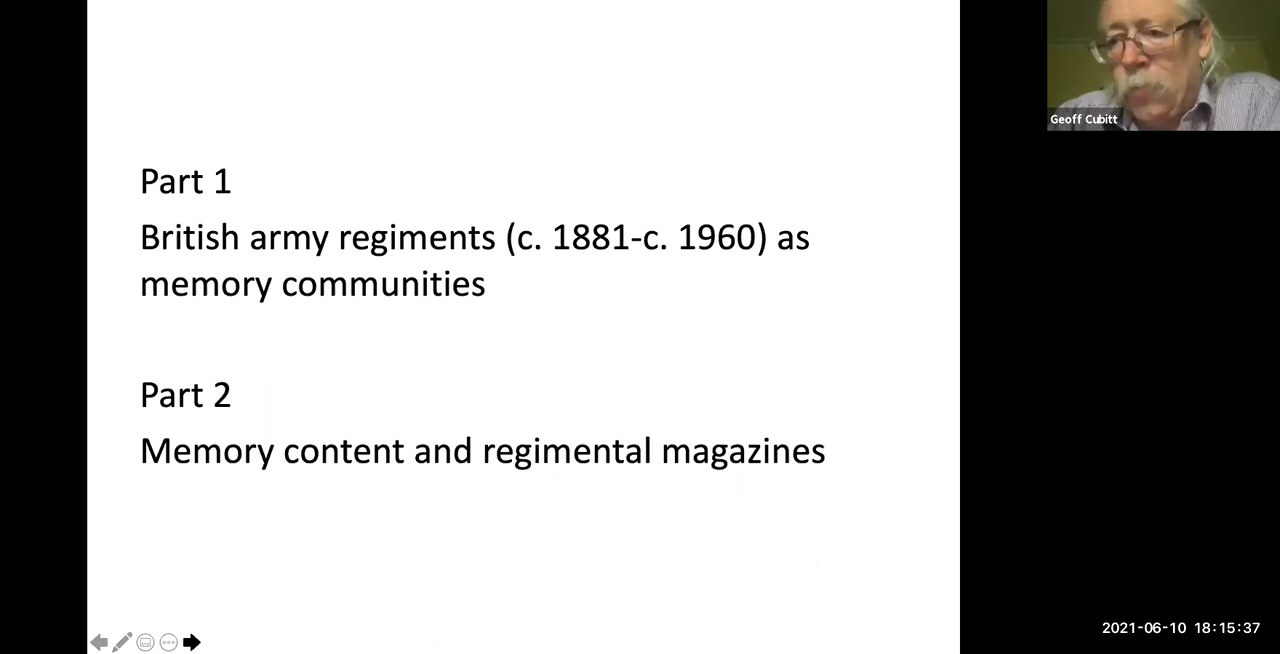 Part 1
British army regiments (c. 1881-c. 1960) as
memory communities
Part 2
Memory content and regimental magazines
Geoff Cubitt
2021-06-10 18:15:37